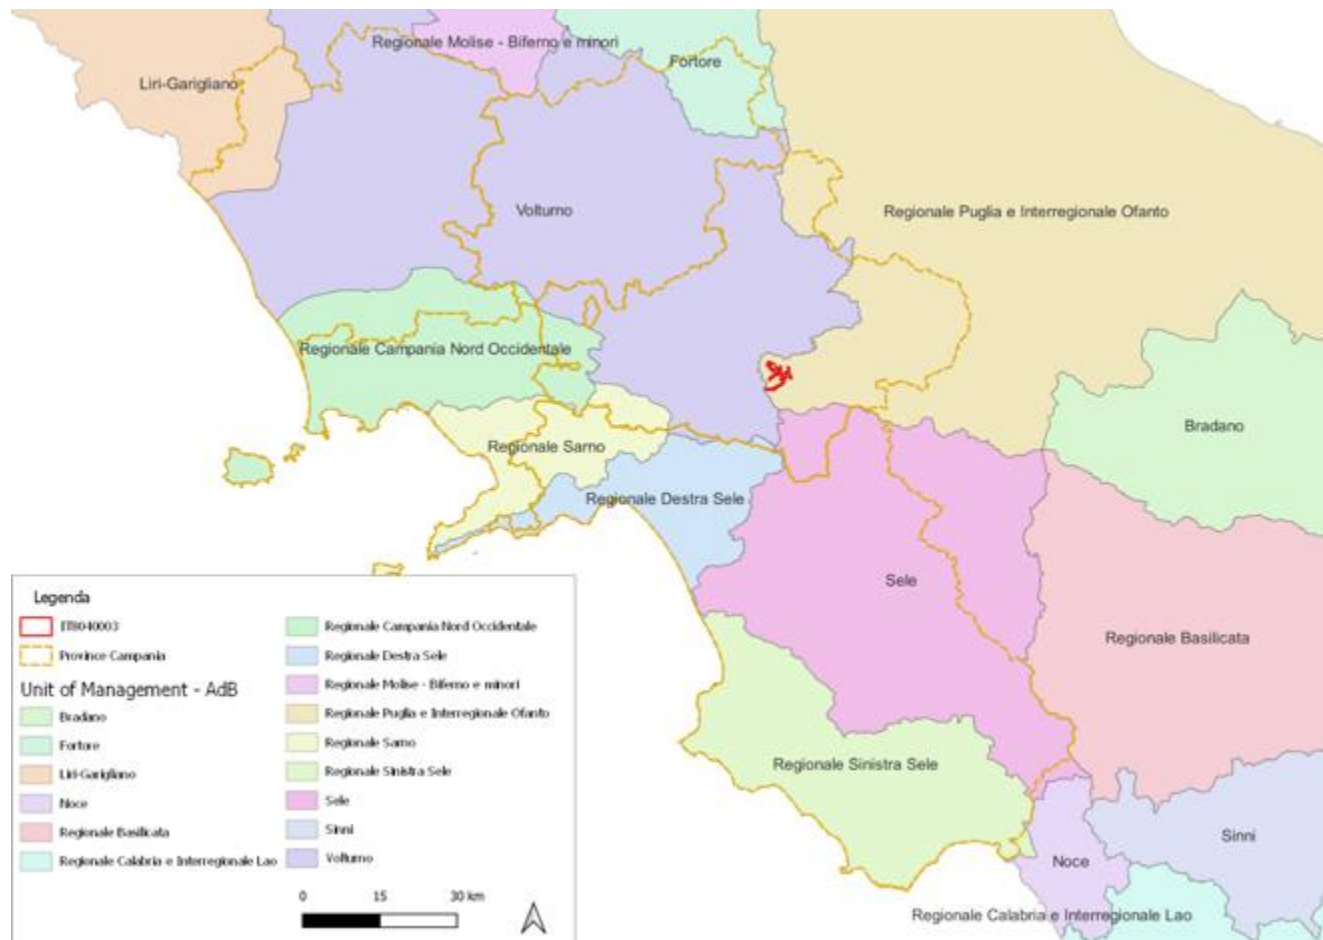 Regionale Molise - Biferno e minori
Fortore
Liri-Garigliano
Volturno
Regionale Puglia e Interregionale Ofanto
Regionale Campania Nord Occidentale
Bradano
Regionale Sarno
Regionale Destra Sele
Sele
Regionale Basilicata
Regionale Sinistra Sele
Sinni
Noce
Regionale Calabria e Interregionale Lao
Legenda
IT8040003
Province Campania
Unit of Management - AdB
Bradano
Fortore
Liri-Garigliano
Noce
Regionale Basilicata
Regionale Calabria e Interregionale Lao
Regionale Campania Nord Occidentale
Regionale Destra Sele
Regionale Molise - Biferno e minori
Regionale Puglia e Interregionale Ofanto
Regionale Sarno
Regionale Sinistra Sele
Sele
Sinni
Volturno
0 15 30 km